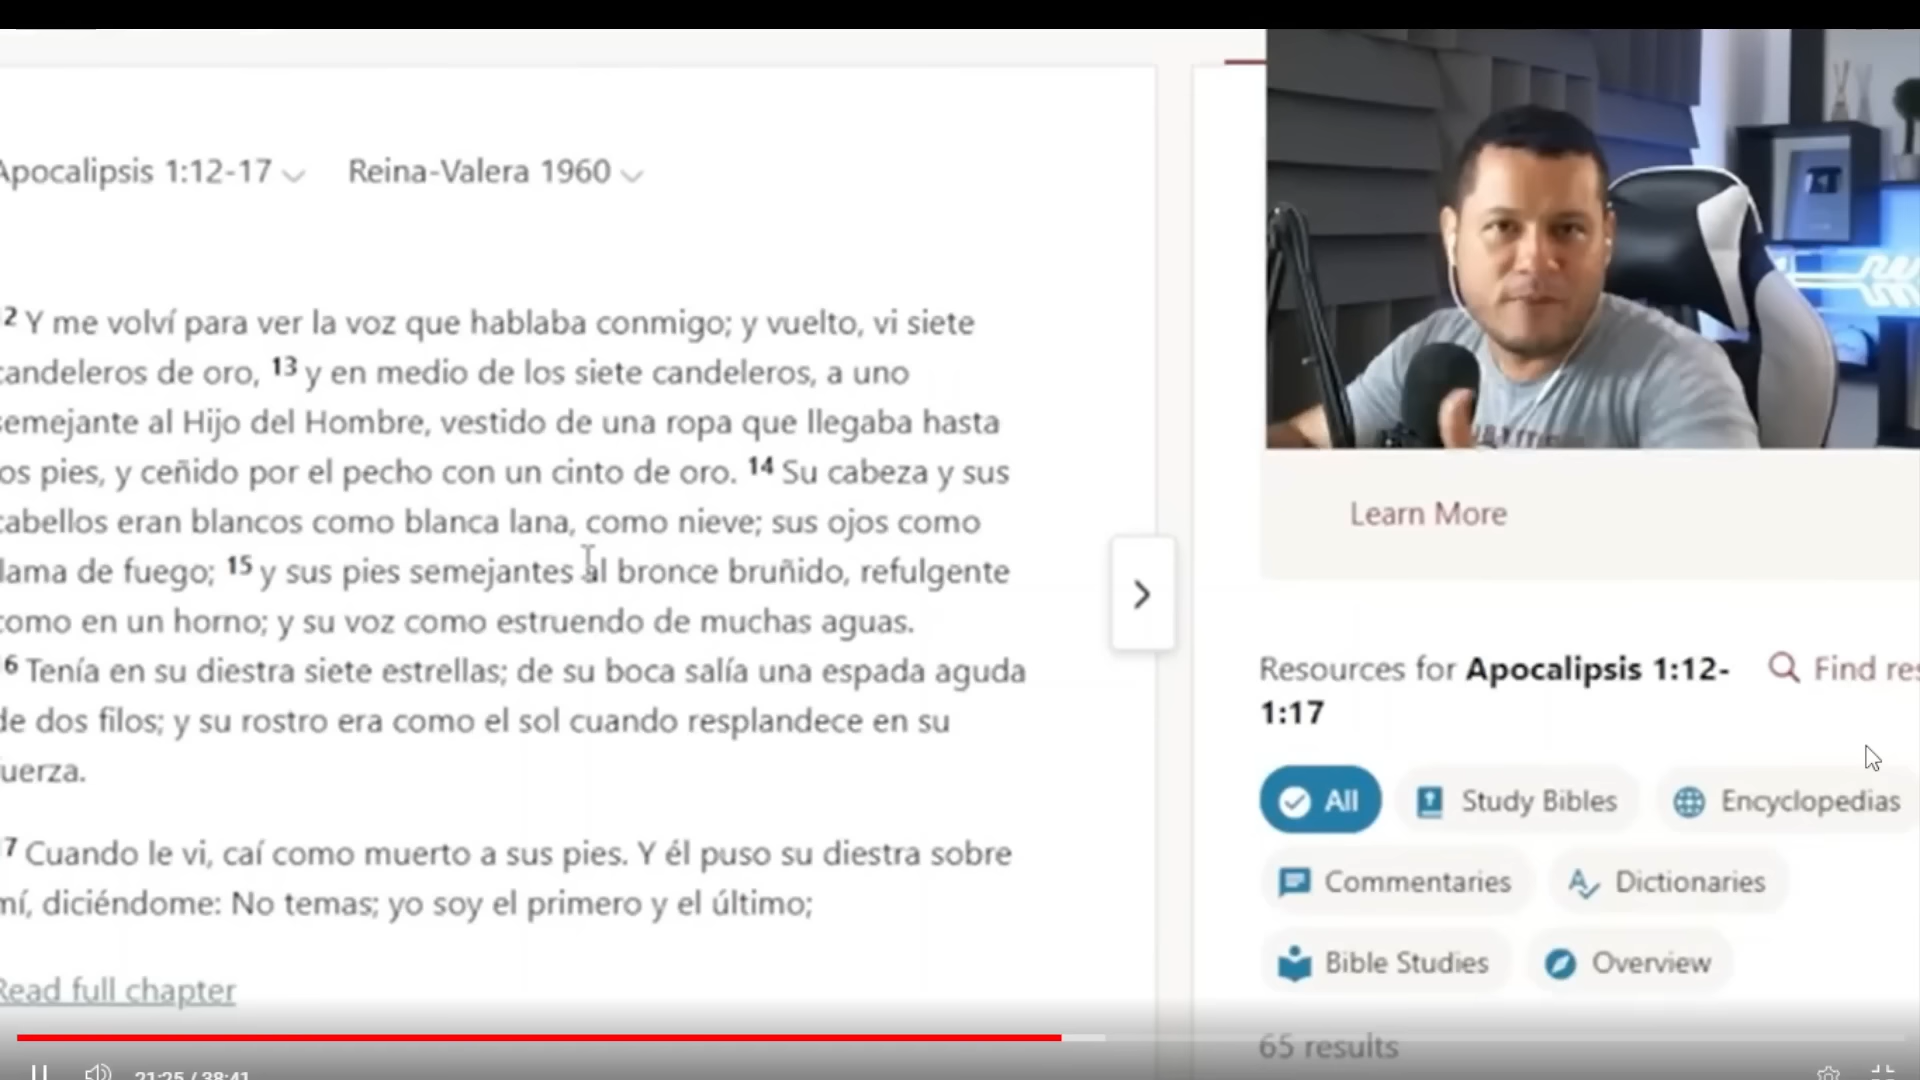 Apocalipsis 1:12-17 Reina-Valera 1960
2 Y me volví para ver la voz que hablaba conmigo; y vuelto, vi siete
candeleros de oro, 13 y en medio de los siete candeleros, a uno
semejante al Hijo del Hombre, vestido de una ropa que llegaba hasta
los pies, y ceñido por el pecho con un cinto de oro. 14 Su cabeza y sus
cabellos eran blancos como blanca lana, como nieve; sus ojos como
lama de fuego; 15 y sus pies semejantes al bronce bruñido, refulgente
como en un horno; y su voz como estruendo de muchas aguas.
6 Tenía en su diestra siete estrellas; de su boca salía una espada aguda
de dos filos; y su rostro era como el sol cuando resplandece en su
fuerza.
7 Cuando le vi, caí como muerto a sus pies. Y él puso su diestra sobre
mí, diciéndome: No temas; yo soy el primero y el último;
Read full chapter
Learn More
Resources for Apocalipsis 1:12-
1:17
Find res
All Study Bibles Encyclopedias
Commentaries Dictionaries
Bible Studies Overview
65 results
21:25 / 38:41